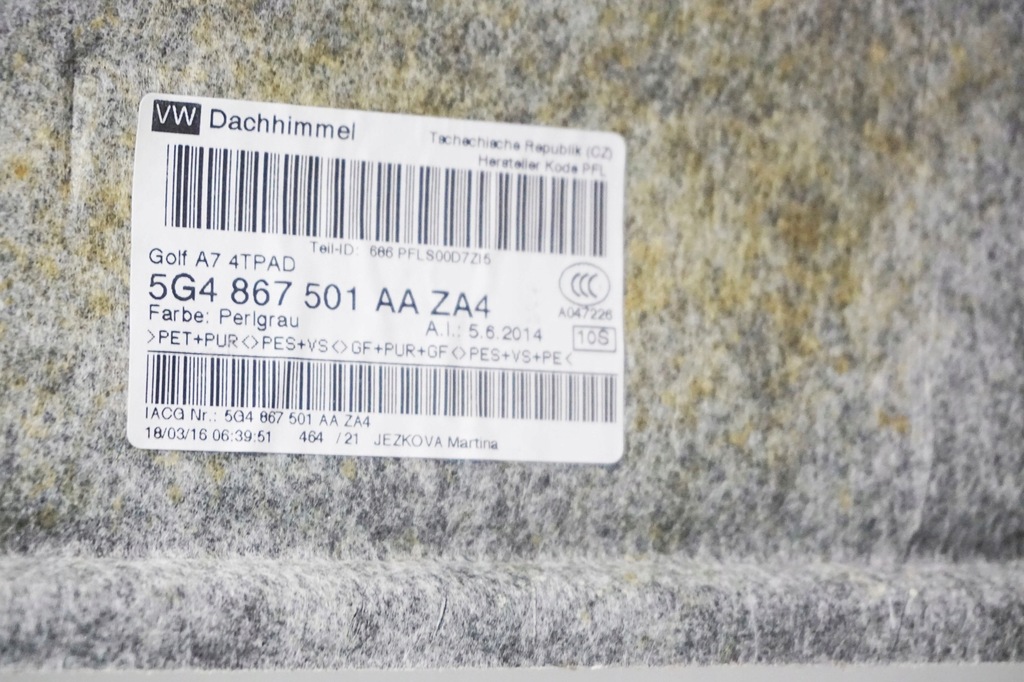 VW Dachhimmel
Tschechische Republik (CZ)
Hersteller Kode PFL
Teil-ID: 686 PFLS00D7ZI5
Golf A7 4TPAD
5G4 867 501 AA ZA4
CCC
A047226
Farbe: Perlgrau
A.I.: 5.6.2014
10S
>PET+PUR<>PES+VS<>GF+PUR+GF<>PES+VS+PE<
IACG Nr.: 5G4 867 501 AA ZA4
18/03/16 06:39:51 464 /21 JEZKOVA Martina